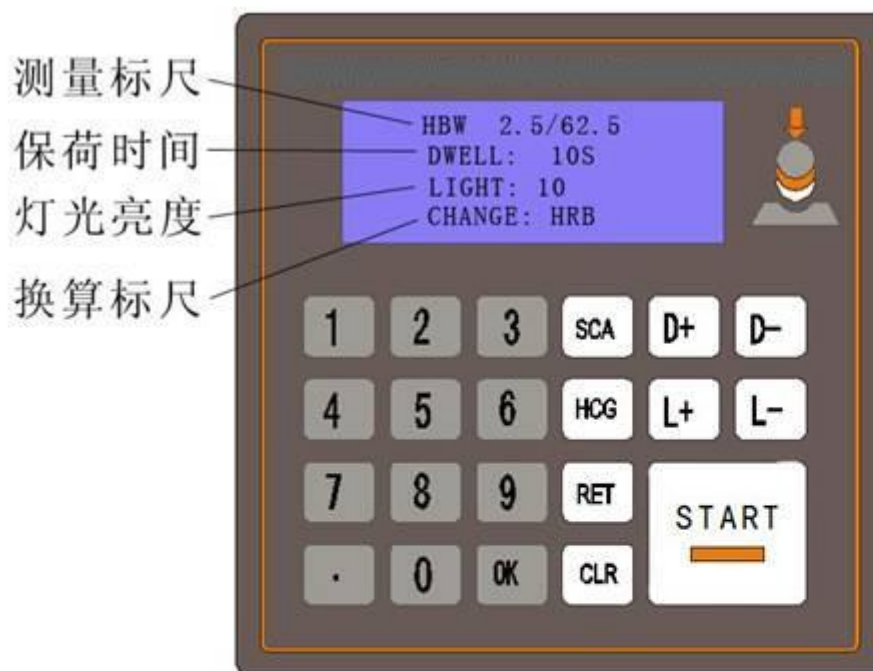 测量标尺
保荷时间
灯光亮度
换算标尺
HBW 2.5/62.5
DWELL: 10S
LIGHT: 10
CHANGE: HRB
1 2 3 SCA D+ D-
4 5 6 HCG L+ L-
7 8 9 RET
START
. 0 OK CLR